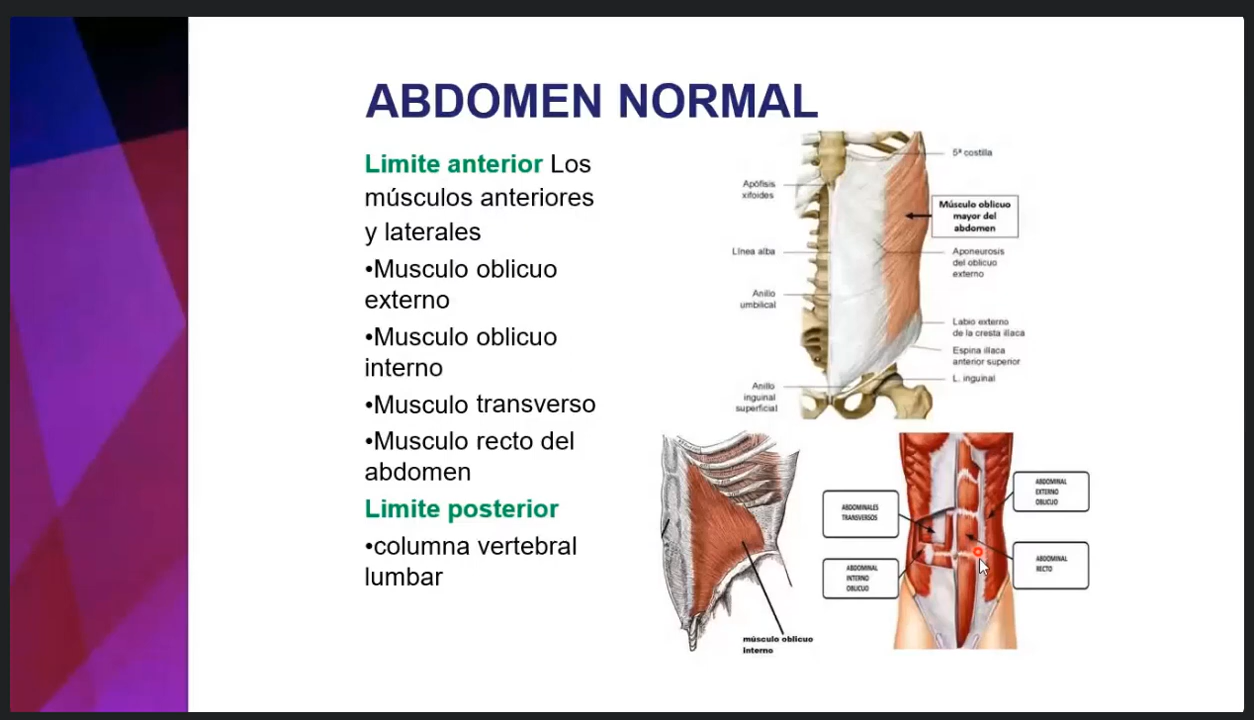 ABDOMEN NORMAL
Limite anterior Los
músculos anteriores
y laterales
•Musculo oblicuo
externo
•Musculo oblicuo
interno
•Musculo transverso
•Musculo recto del
abdomen
Limite posterior
•columna vertebral
lumbar
5ª costilla
Apófisis
xifoides
Músculo oblicuo
mayor del
abdomen
Línea alba
Aponeurosis
del oblicuo
externo
Anillo
umbilical
Labio externo
de la cresta ilíaca
Espina ilíaca
anterior superior
L. inguinal
Anillo
inguinal
superficial
músculo oblicuo
interno
ABDOMINALES
TRANSVERSOS
ABDOMINAL
EXTERNO
OBLICUO
ABDOMINAL
INTERNO
OBLICUO
ABDOMINAL
RECTO